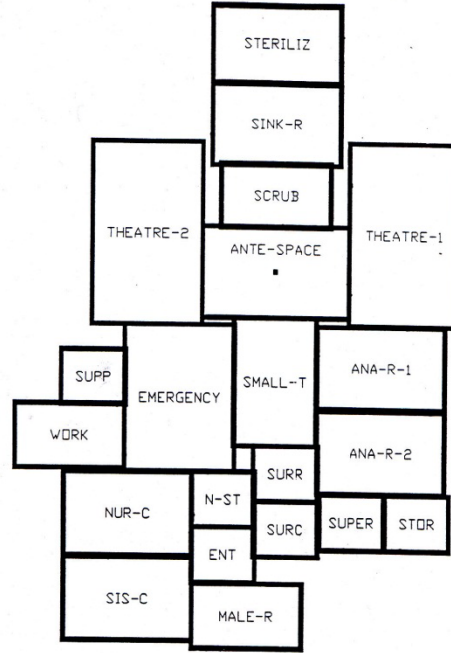 STERILIZ
SINK-R
SCRUB
THEATRE-2
ANTE-SPACE
THEATRE-1
SUPP
EMERGENCY
SMALL-T
ANA-R-1
WORK
ANA-R-2
SURR
NUR-C
N-ST
SURC
SUPER
STOR
ENT
SIS-C
MALE-R